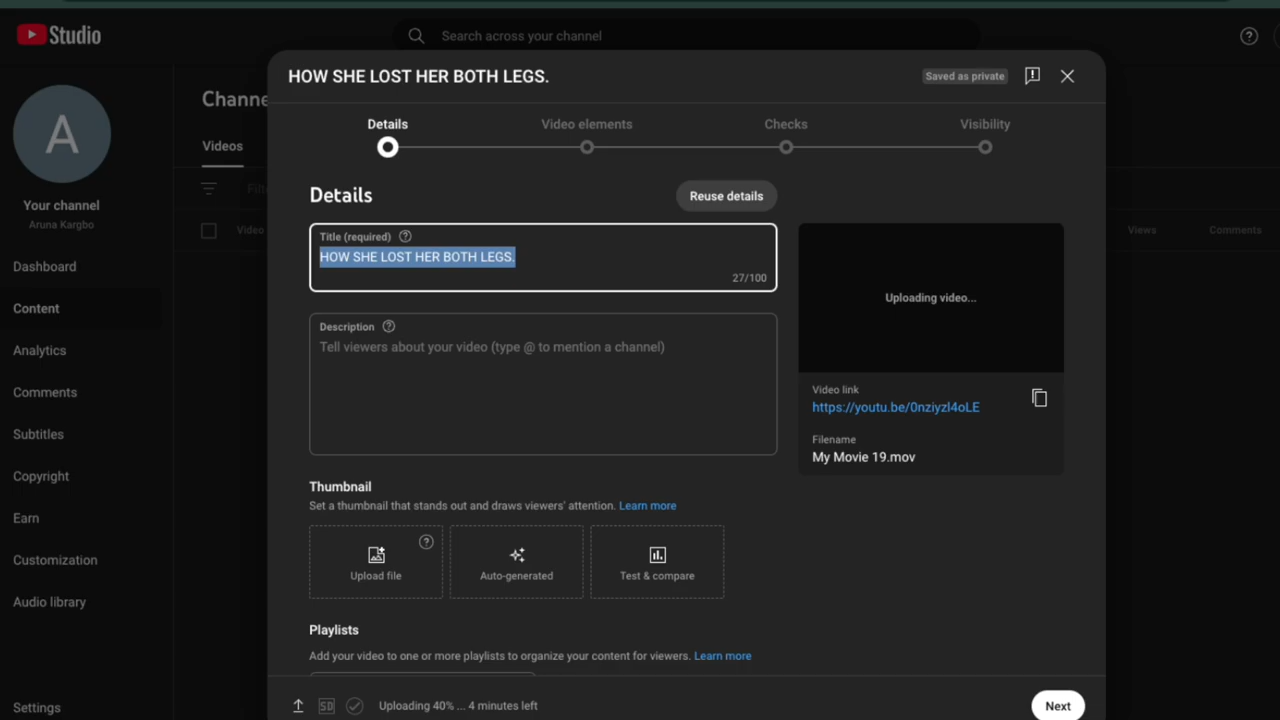 Studio
Search across your channel
HOW SHE LOST HER BOTH LEGS.
Saved as private
A
Channe
Details
Video elements
Checks
Visibility
Videos
Details
Reuse details
Your channel
Aruna Kargbo
Title (required)
HOW SHE LOST HER BOTH LEGS.
27/100
Video
Views
Comments
Dashboard
Content
Analytics
Comments
Subtitles
Copyright
Earn
Customization
Audio library
Settings
Uploading video...
Description
Tell viewers about your video (type @ to mention a channel)
Video link
https://youtu.be/0nziyzl4oLE
Filename
My Movie 19.mov
Thumbnail
Set a thumbnail that stands out and draws viewers' attention. Learn more
Upload file
Auto-generated
Test & compare
Playlists
Add your video to one or more playlists to organize your content for viewers. Learn more
SD
Uploading 40% ... 4 minutes left
Next